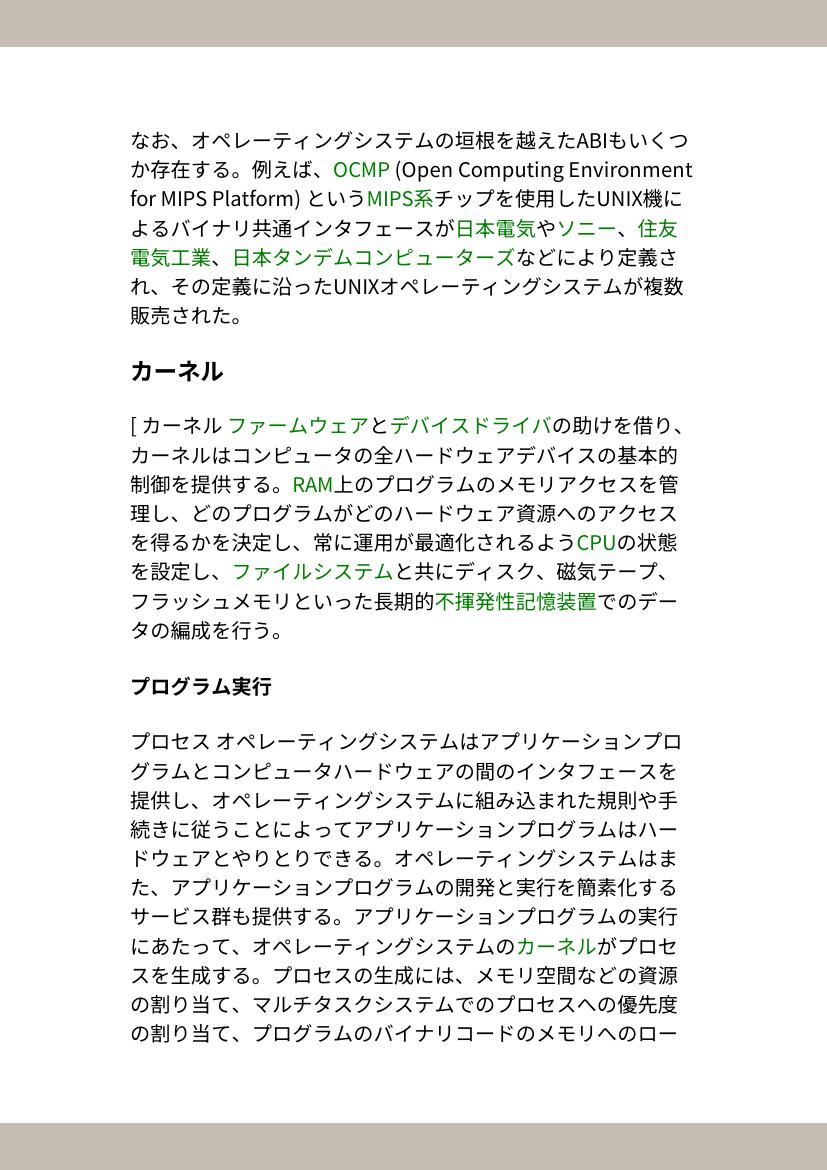 なお、オペレーティングシステムの垣根を越えたABIもいくつ
か存在する。例えば、OCMP (Open Computing Environment
for MIPS Platform) というMIPS系チップを使用したUNIX機に
よるバイナリ共通インタフェースが日本電気やソニー、住友
電気工業、日本タンデムコンピューターズなどにより定義さ
れ、その定義に沿ったUNIXオペレーティングシステムが複数
販売された。
カーネル
[ カーネル ファームウェアとデバイスドライバの助けを借り、
カーネルはコンピュータの全ハードウェアデバイスの基本的
制御を提供する。RAM上のプログラムのメモリアクセスを管
理し、どのプログラムがどのハードウェア資源へのアクセス
を得るかを決定し、常に運用が最適化されるようCPUの状態
を設定し、ファイルシステムと共にディスク、磁気テープ、
フラッシュメモリといった長期的不揮発性記憶装置でのデー
タの編成を行う。
プログラム実行
プロセス オペレーティングシステムはアプリケーションプロ
グラムとコンピュータハードウェアの間のインタフェースを
提供し、オペレーティングシステムに組み込まれた規則や手
続きに従うことによってアプリケーションプログラムはハー
ドウェアとやりとりできる。オペレーティングシステムはま
た、アプリケーションプログラムの開発と実行を簡素化する
サービス群も提供する。アプリケーションプログラムの実行
にあたって、オペレーティングシステムのカーネルがプロセ
スを生成する。プロセスの生成には、メモリ空間などの資源
の割り当て、マルチタスクシステムでのプロセスへの優先度
の割り当て、プログラムのバイナリコードのメモリへのロー